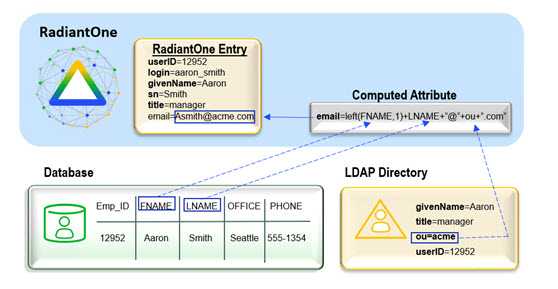 RadiantOne
RadiantOne Entry
userID=12952
login=aaron_smith
givenName=Aaron
sn=Smith
title=manager
email=Asmith@acme.com
Computed Attribute
email=left(FNAME,1)+LNAME+"@"+ou+".com"
Database
Emp_ID FNAME LNAME OFFICE PHONE
12952 Aaron Smith Seattle 555-1354
LDAP Directory
givenName=Aaron
title=manager
ou=acme
userID=12952